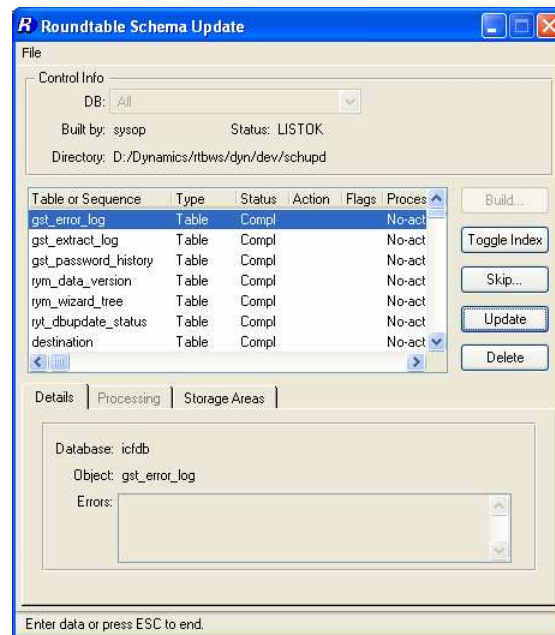 R Roundtable Schema Update
File
Control Info
DB: All
Built by: sysop Status: LISTOK
Directory: D:/Dynamics/rtbws/dyn/dev/schupd
Table or Sequence Type Status Action Flags Proces
gst_error_log Table Compl No-act
gst_extract_log Table Compl No-act
gst_password_history Table Compl No-act
rym_data_version Table Compl No-act
rym_wizard_tree Table Compl No-act
ryt_dbupdate_status Table Compl No-act
destination Table Compl No-act
Build...
Toggle Index
Skip...
Update
Delete
Details Processing Storage Areas
Database: icfdb
Object: gst_error_log
Errors:
Enter data or press ESC to end.